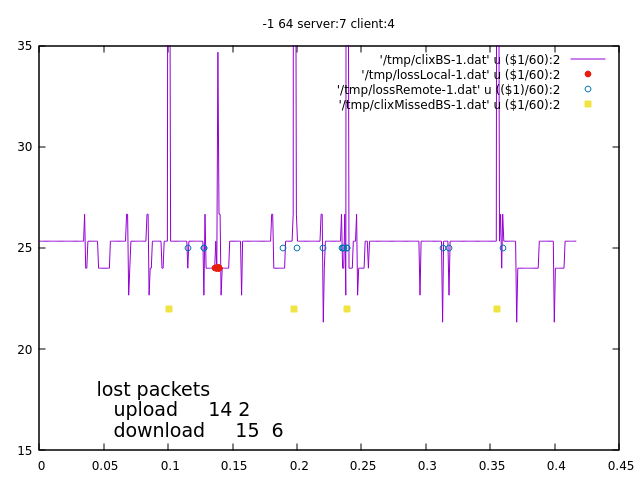 -1 64 server:7 client:4
35
'/tmp/clixBS-1.dat' u ($1/60):2
'/tmp/lossLocal-1.dat' u ($1/60):2
'/tmp/lossRemote-1.dat' u (($1)/60):2
'/tmp/clixMissedBS-1.dat' u ($1/60):2
30
25
20
lost packets
upload 14 2
download 15 6
15
0 0.05 0.1 0.15 0.2 0.25 0.3 0.35 0.4 0.45